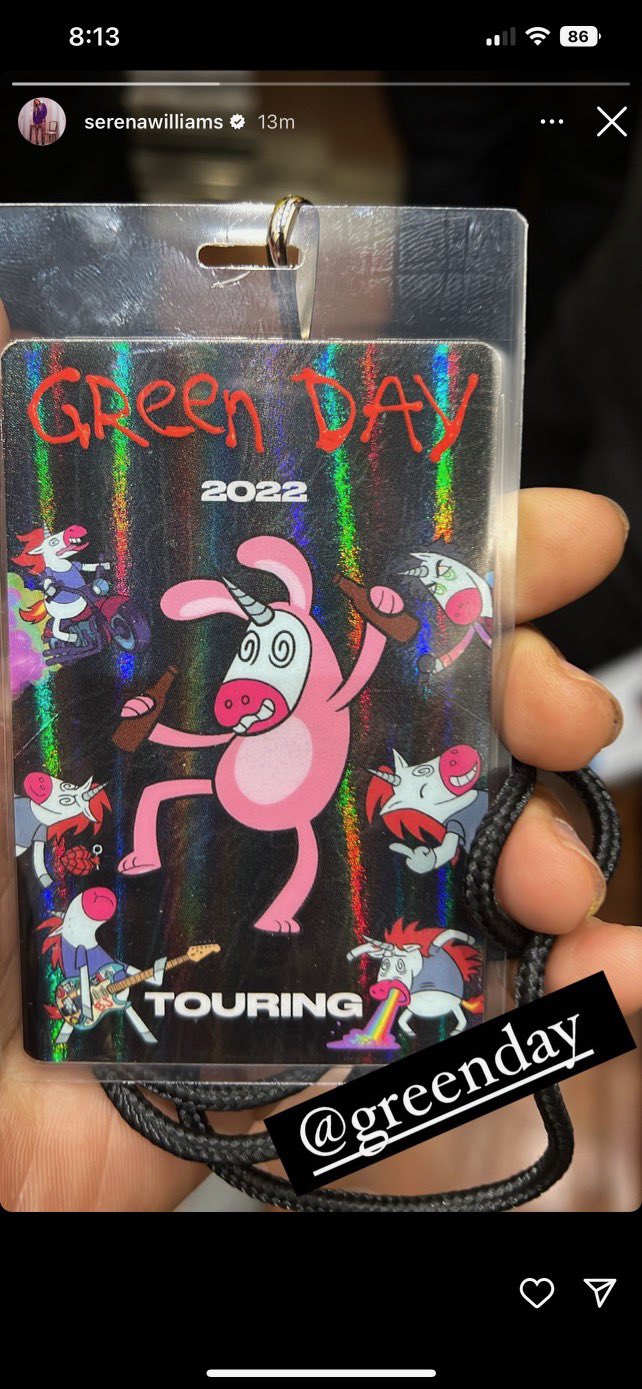 8:13
86
serenawilliams 13m
GReen DAY
2022
TOURING
@greenday